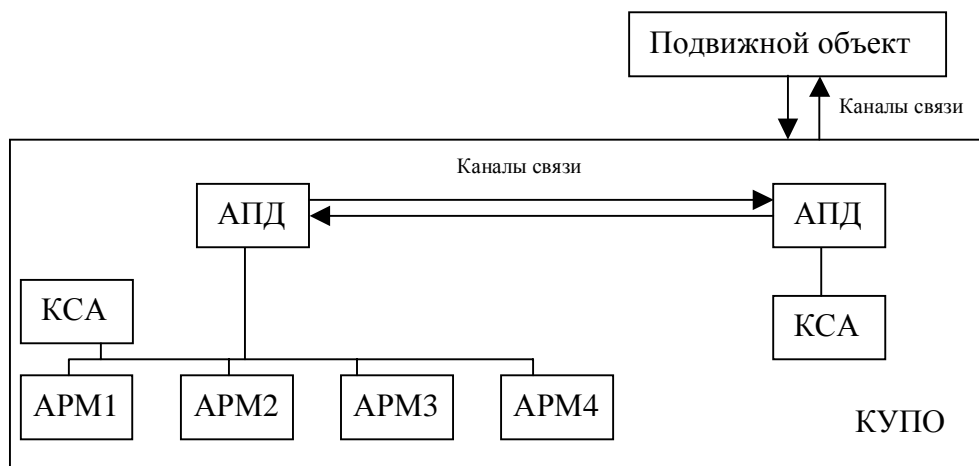 Подвижной объект
Каналы связи
Каналы связи
АПД
АПД
КСА
КСА
АРМ1
АРМ2
АРМ3
АРМ4
КУПО